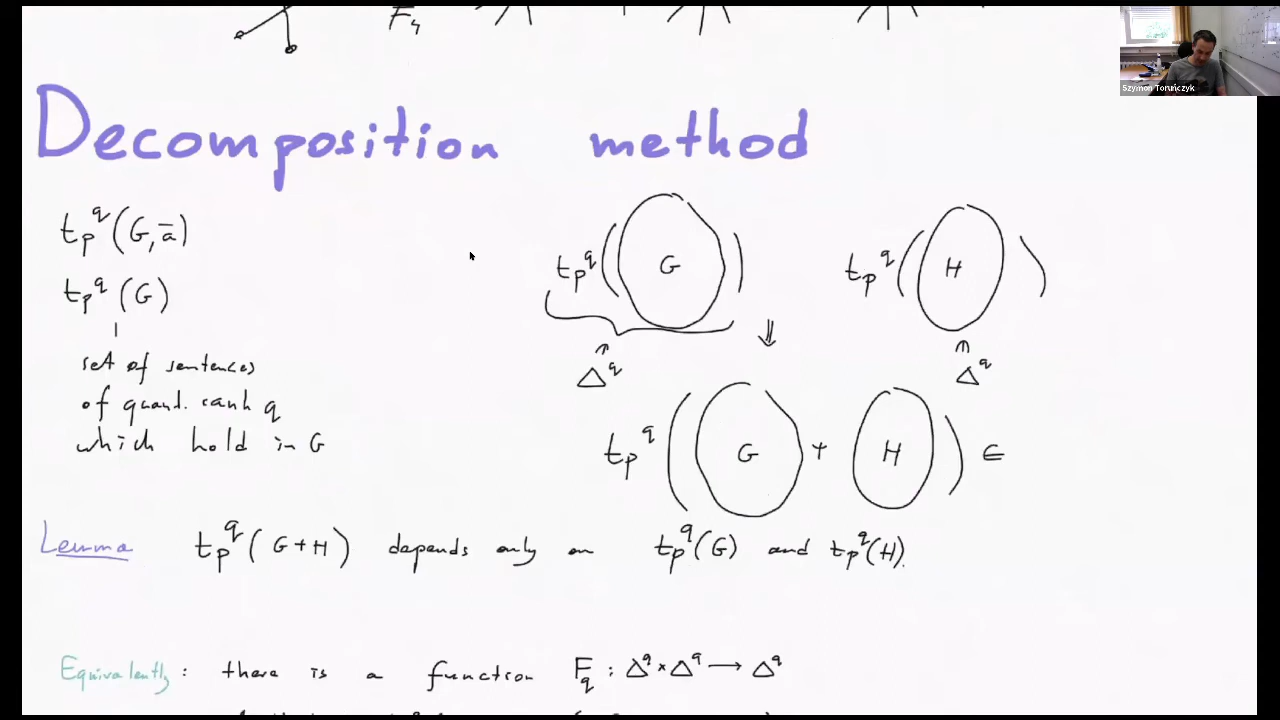 F₄
Szymon Toruńczyk
Decomposition method
tp^q(G, ā)
tp^q(G)
set of sentences
of quant. rank q
which hold in G
tp^q( G ) tp^q( H )
⇓
∆^q ∆^q
tp^q( G + H ) ∈
Lemma tp^q( G+H ) depends only on tp^q(G) and tp^q(H).
Equivalently: there is a function F_q : ∆^q × ∆^q → ∆^q